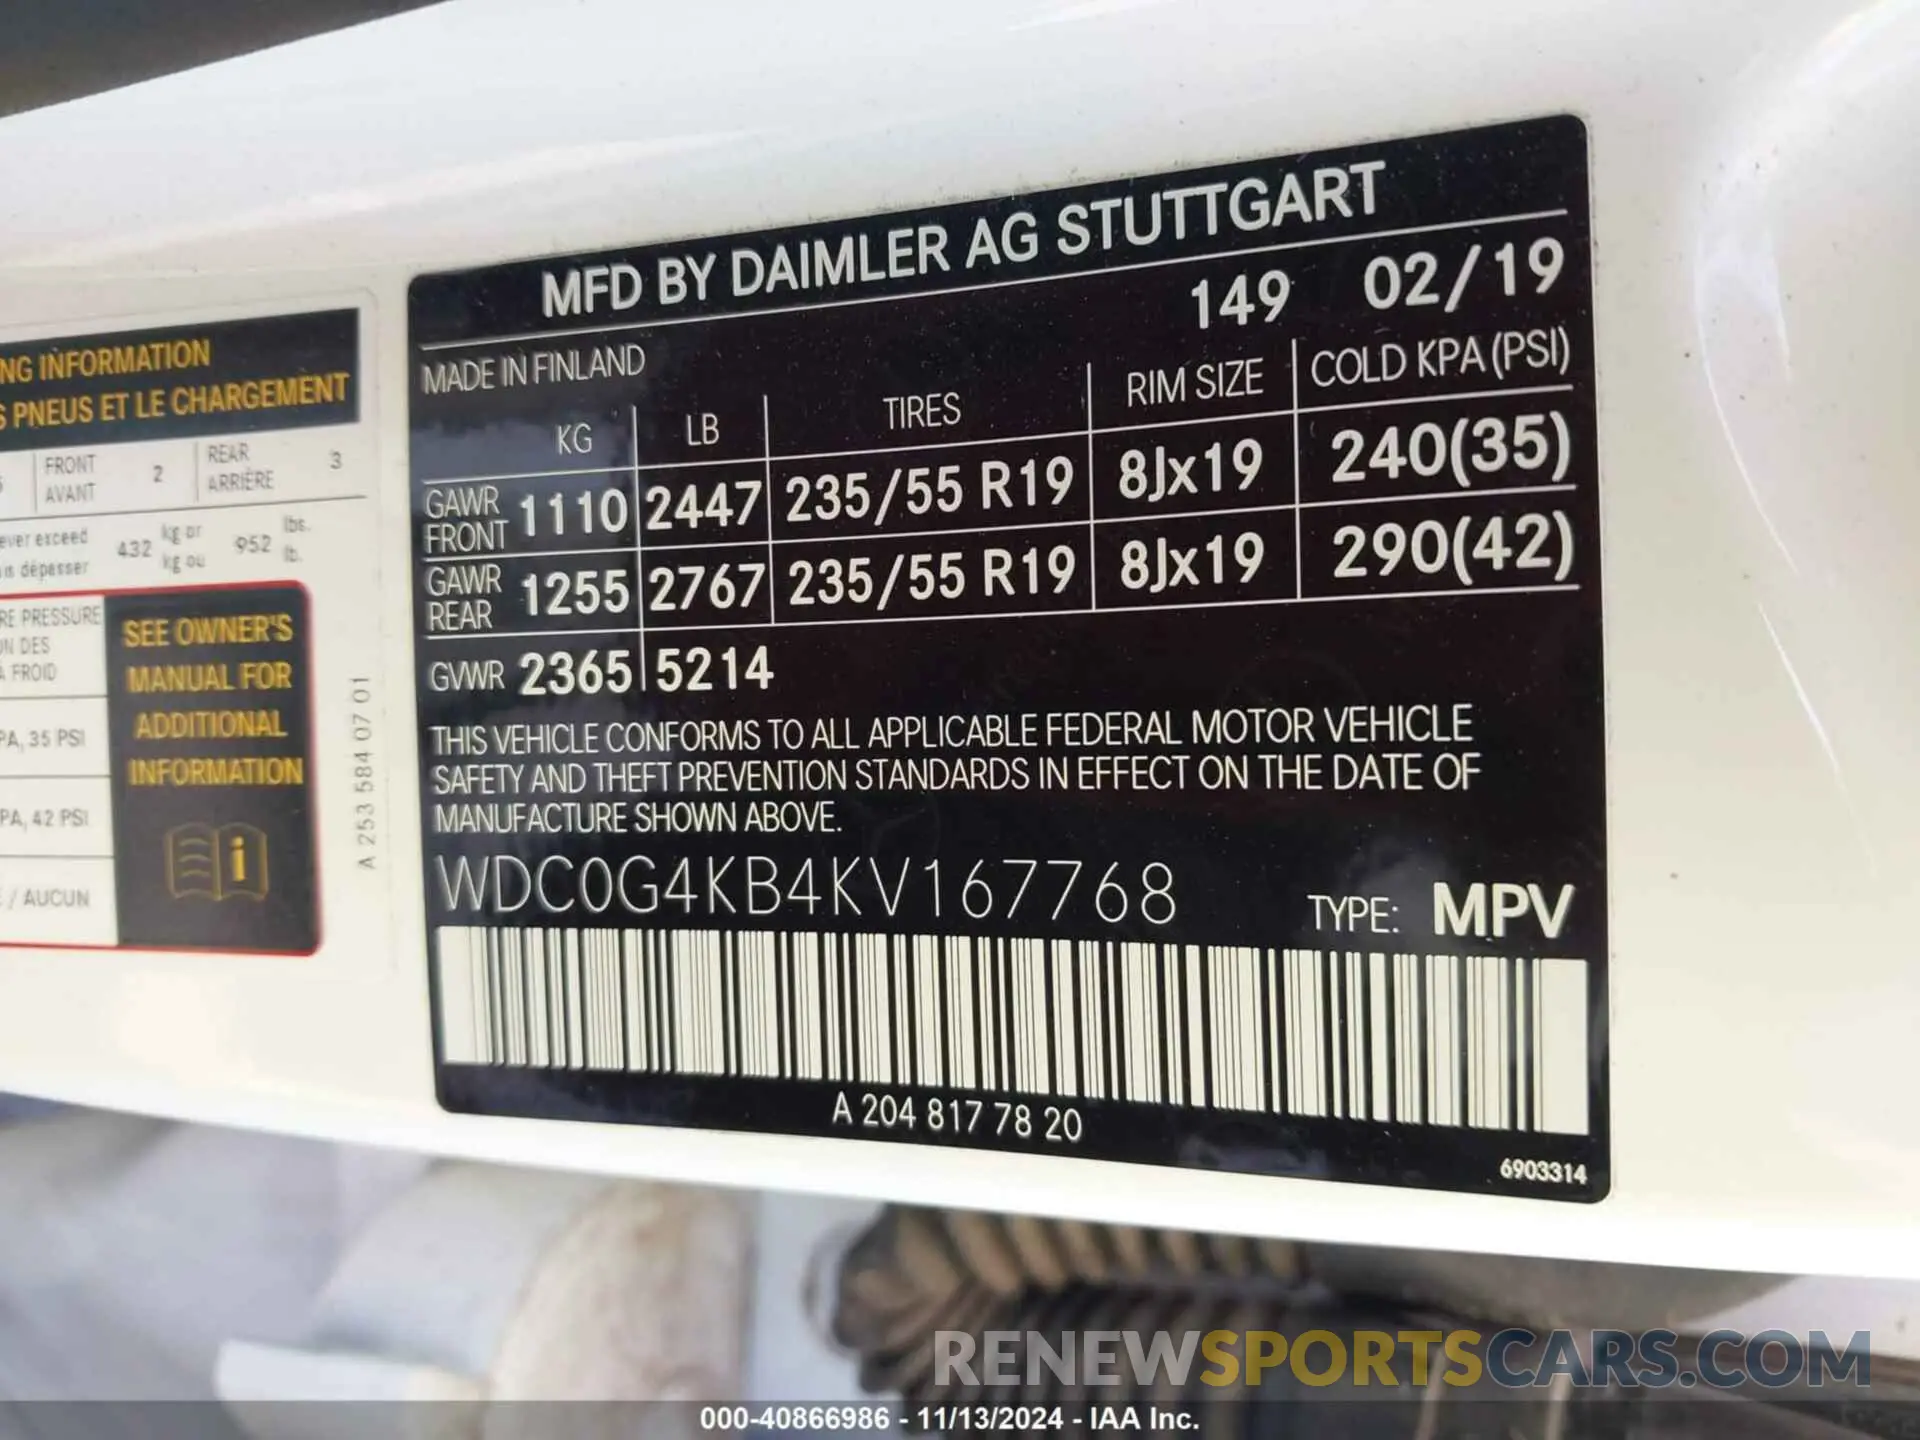 NG INFORMATION
S PNEUS ET LE CHARGEMENT
FRONT
AVANT
2
REAR
ARRIÈRE
3
ever exceed
is dépasser
432
kg or
kg ou
952
lbs.
lb.
RE PRESSURE
ON DES
À FROID
PA, 35 PSI
PA, 42 PSI
/ AUCUN
SEE OWNER'S
MANUAL FOR
ADDITIONAL
INFORMATION
i
A 253 584 07 01
MFD BY DAIMLER AG STUTTGART
149 02/19
MADE IN FINLAND
KG LB TIRES RIM SIZE COLD KPA (PSI)
GAWR FRONT 1110 2447 235/55 R19 8Jx19 240(35)
GAWR REAR 1255 2767 235/55 R19 8Jx19 290(42)
GVWR 2365 5214
THIS VEHICLE CONFORMS TO ALL APPLICABLE FEDERAL MOTOR VEHICLE
SAFETY AND THEFT PREVENTION STANDARDS IN EFFECT ON THE DATE OF
MANUFACTURE SHOWN ABOVE.
WDC0G4KB4KV167768 TYPE: MPV
A 204 817 78 20
6903314
RENEWSPORTSCARS.COM
000-40866986 - 11/13/2024 - IAA Inc.